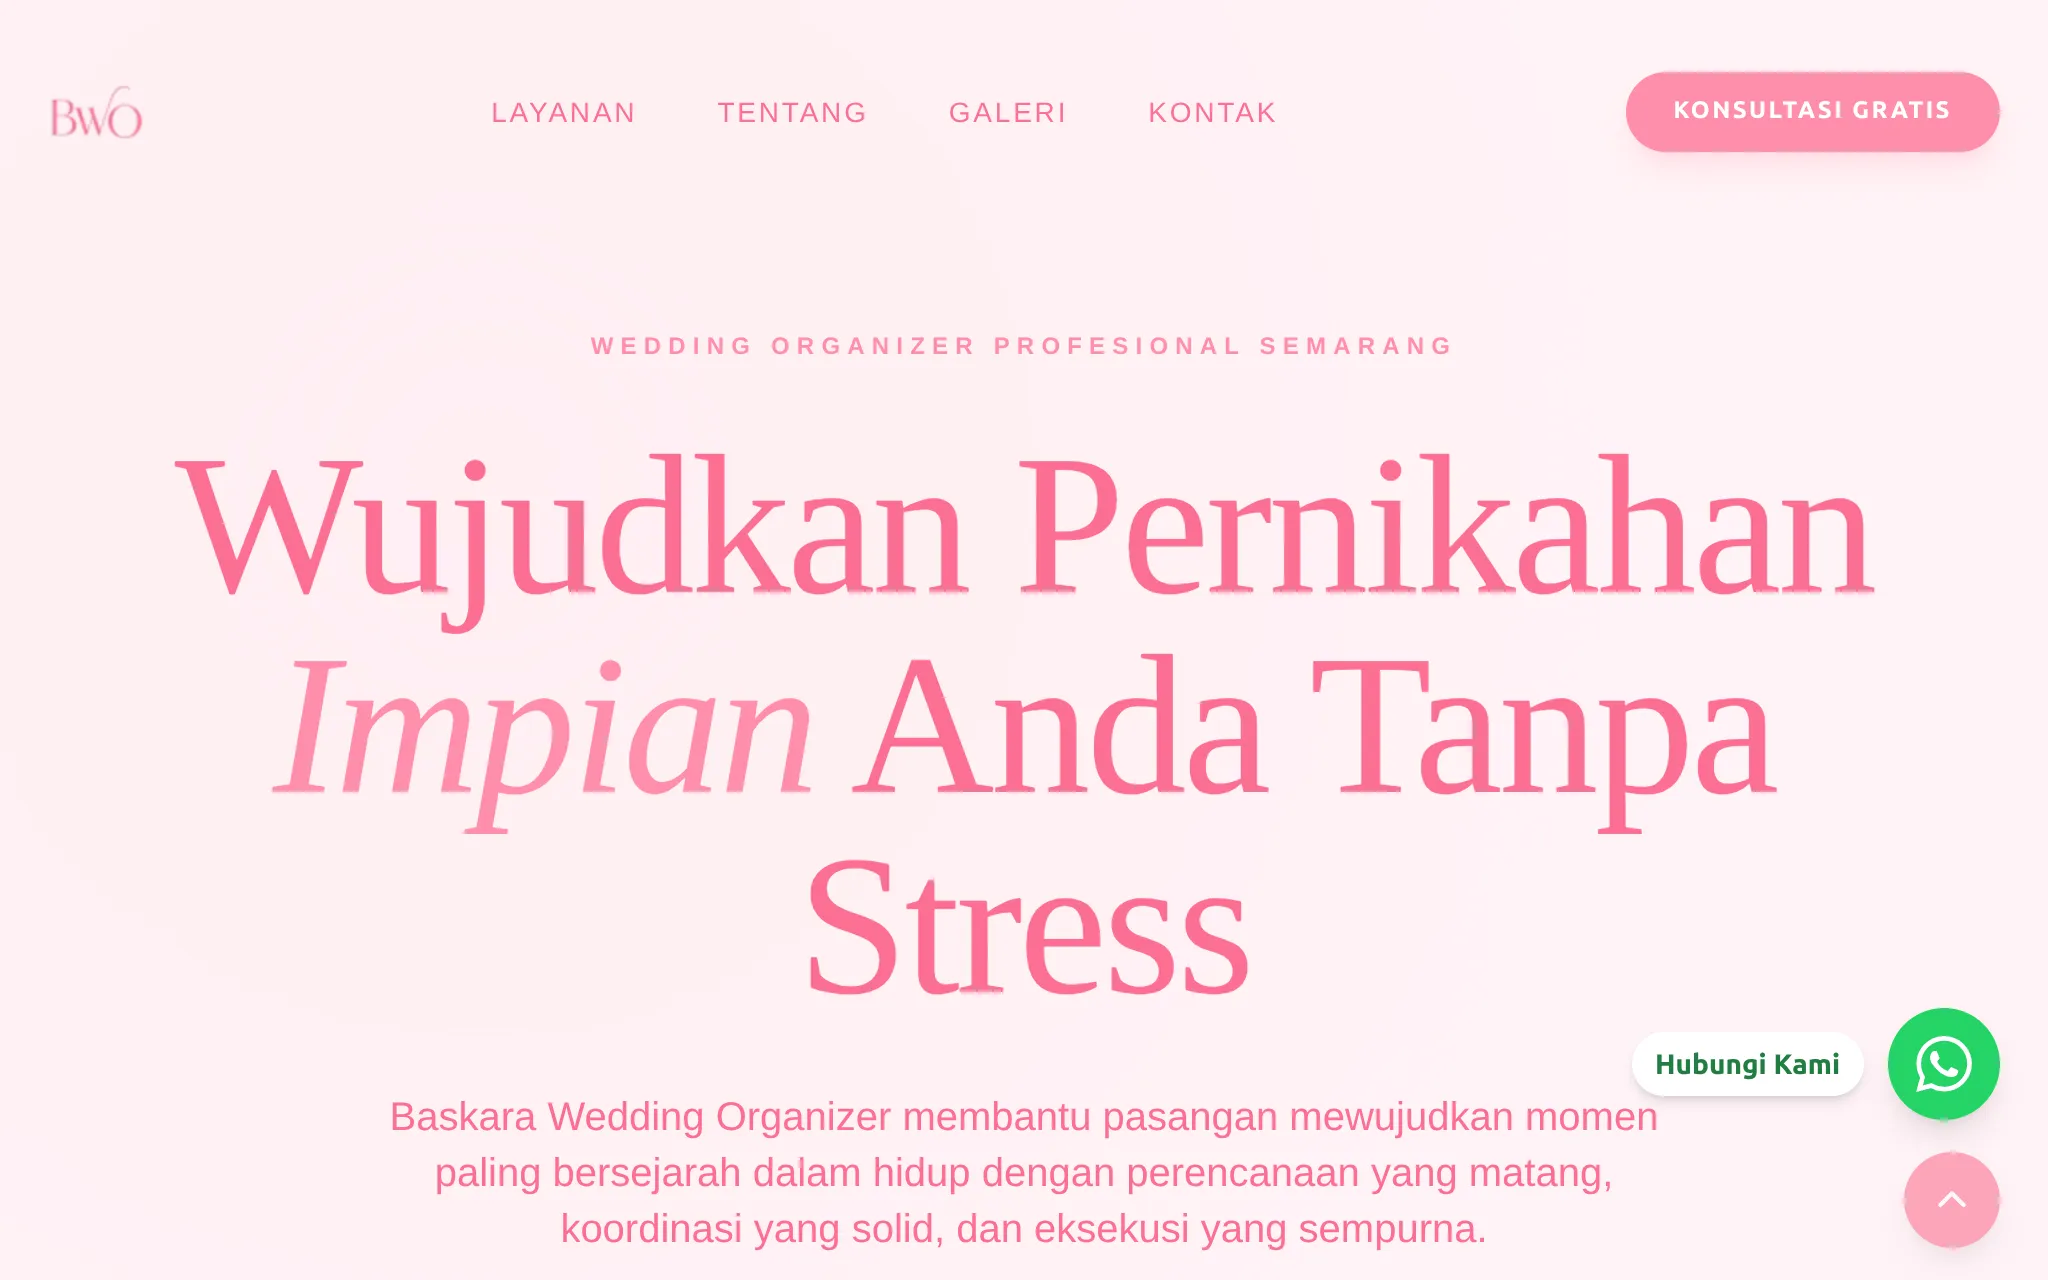 BWO
LAYANAN
TENTANG
GALERI
KONTAK
KONSULTASI GRATIS
WEDDING ORGANIZER PROFESIONAL SEMARANG
Wujudkan Pernikahan
Impian Anda Tanpa
Stress
Hubungi Kami
Baskara Wedding Organizer membantu pasangan mewujudkan momen
paling bersejarah dalam hidup dengan perencanaan yang matang,
koordinasi yang solid, dan eksekusi yang sempurna.